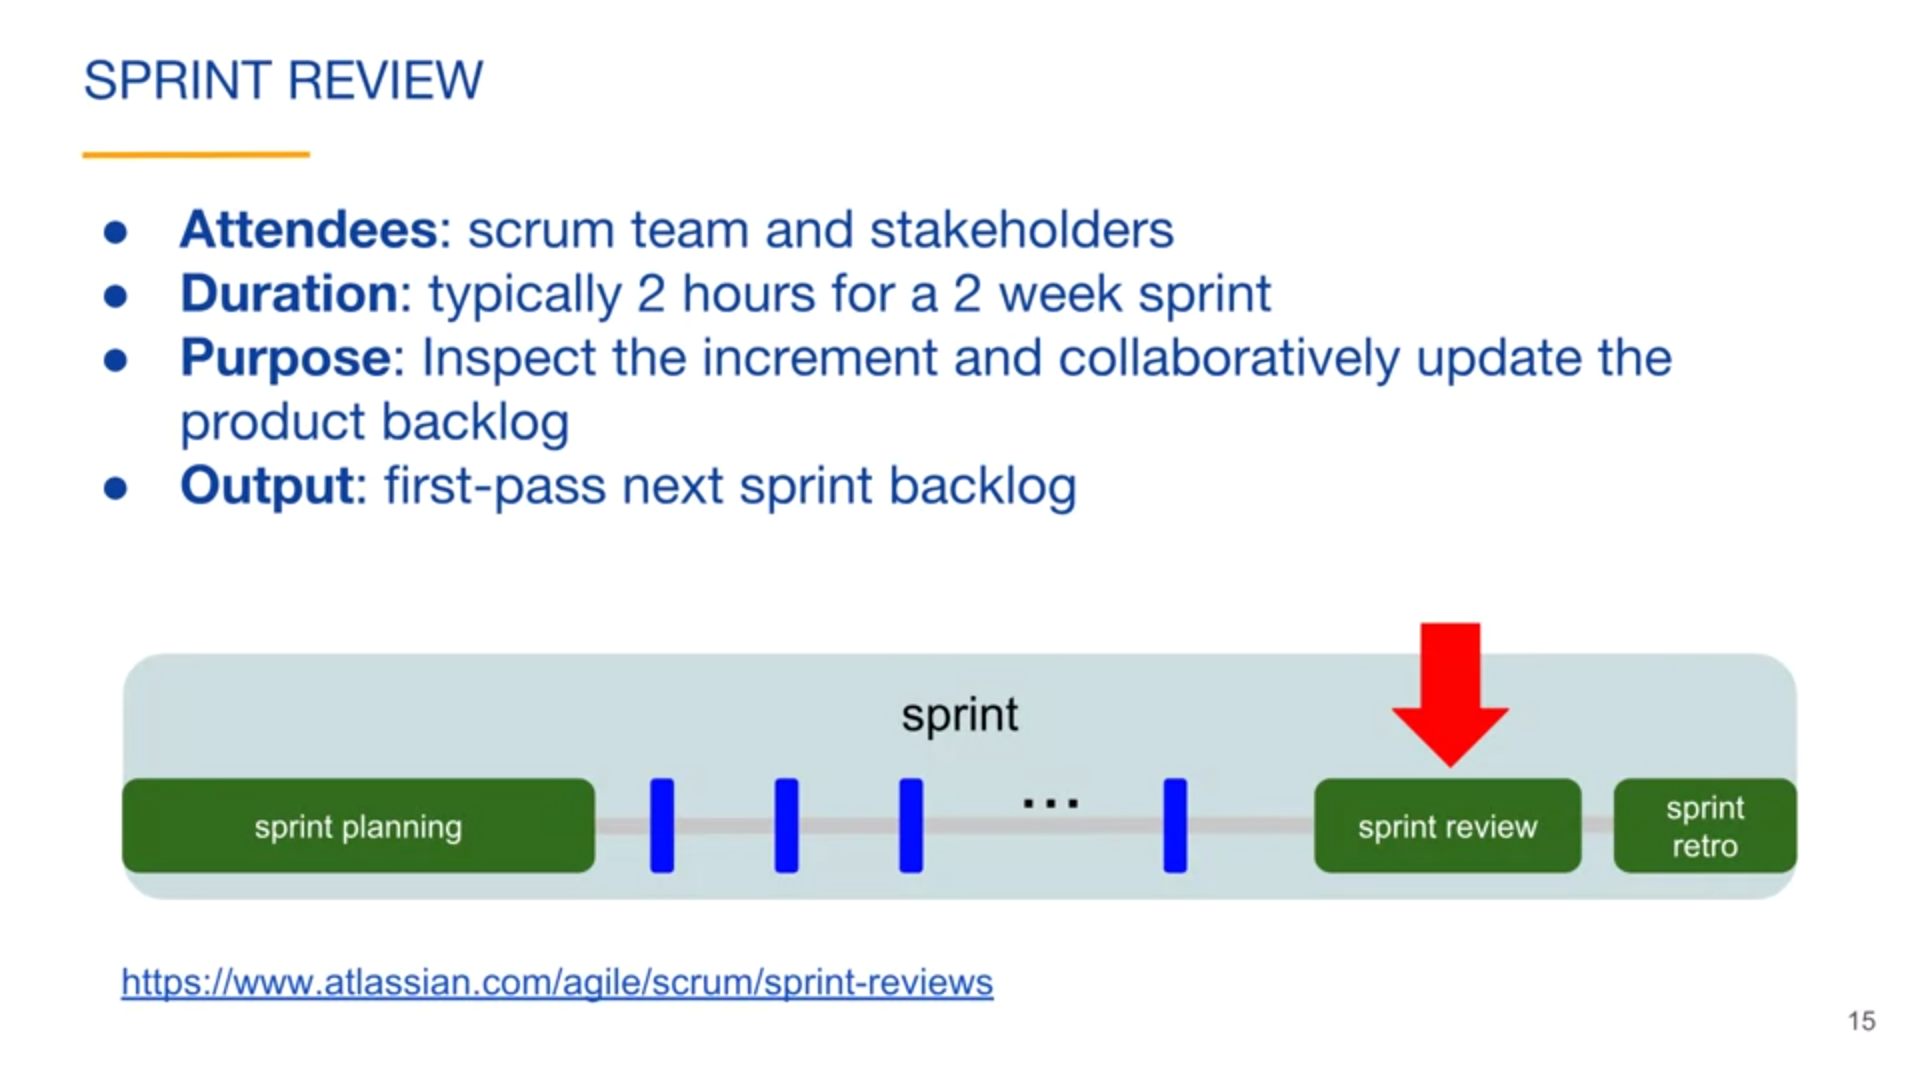 SPRINT REVIEW
● Attendees: scrum team and stakeholders
● Duration: typically 2 hours for a 2 week sprint
● Purpose: Inspect the increment and collaboratively update the
product backlog
● Output: first-pass next sprint backlog
sprint
sprint planning
...
sprint review
sprint
retro
https://www.atlassian.com/agile/scrum/sprint-reviews
15